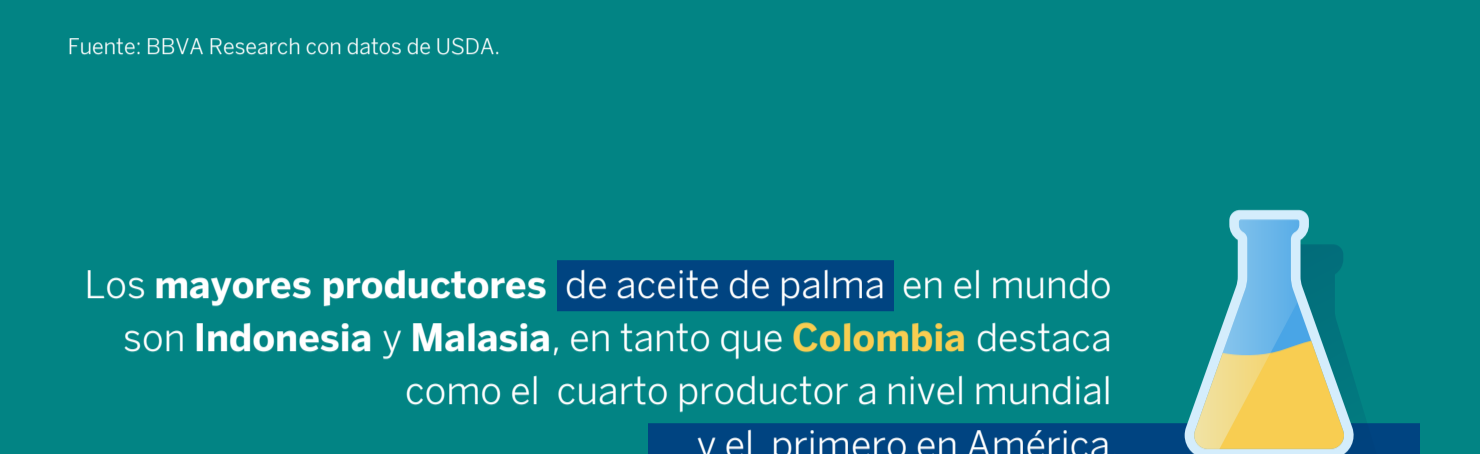 Fuente: BBVA Research con datos de USDA.
Los mayores productores de aceite de palma en el mundo
son Indonesia y Malasia, en tanto que Colombia destaca
como el cuarto productor a nivel mundial
y el primero en América